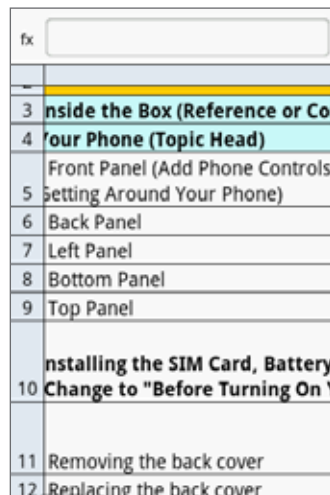 fx
3 nside the Box (Reference or Co
4 Your Phone (Topic Head)
Front Panel (Add Phone Controls
5 Getting Around Your Phone)
6 Back Panel
7 Left Panel
8 Bottom Panel
9 Top Panel
nstalling the SIM Card, Battery
10 Change to "Before Turning On Y
11 Removing the back cover
12 Replacing the back cover